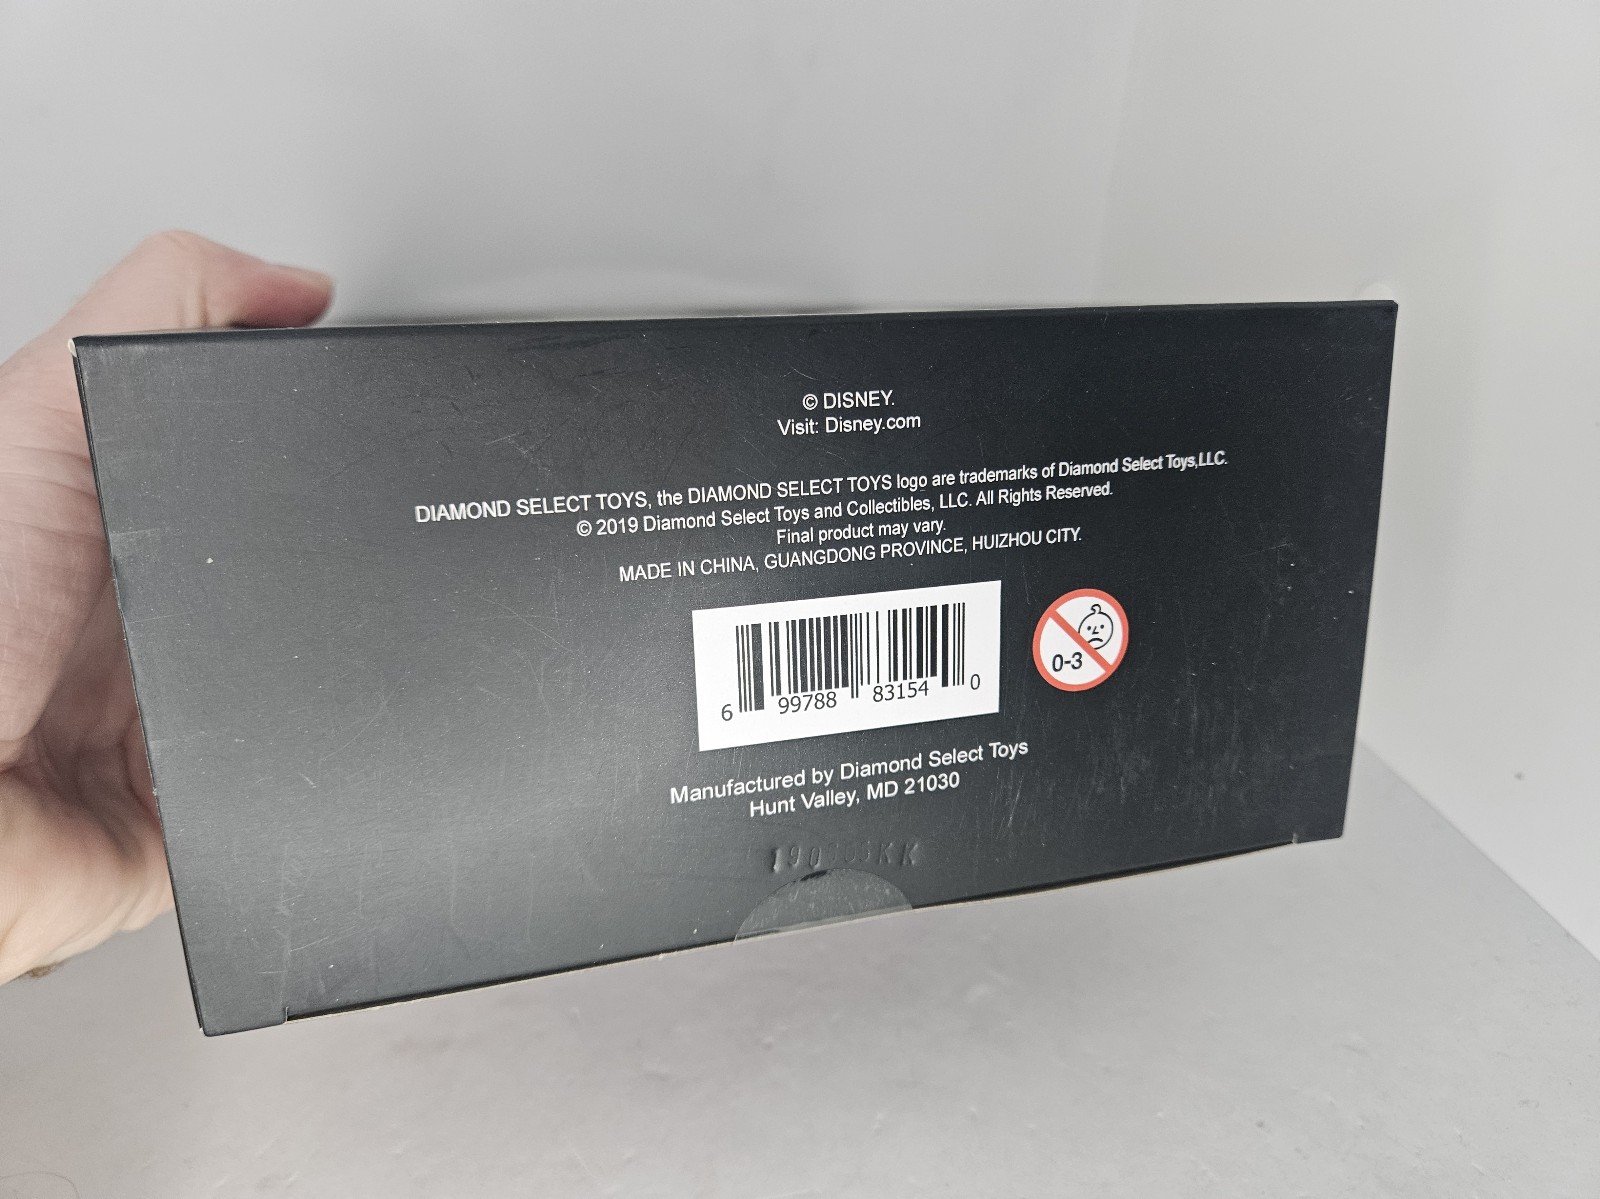 © DISNEY.
Visit: Disney.com
DIAMOND SELECT TOYS, the DIAMOND SELECT TOYS logo are trademarks of Diamond Select Toys,LLC.
© 2019 Diamond Select Toys and Collectibles, LLC. All Rights Reserved.
Final product may vary.
MADE IN CHINA, GUANGDONG PROVINCE, HUIZHOU CITY.
0-3
6 99788 83154 0
Manufactured by Diamond Select Toys
Hunt Valley, MD 21030